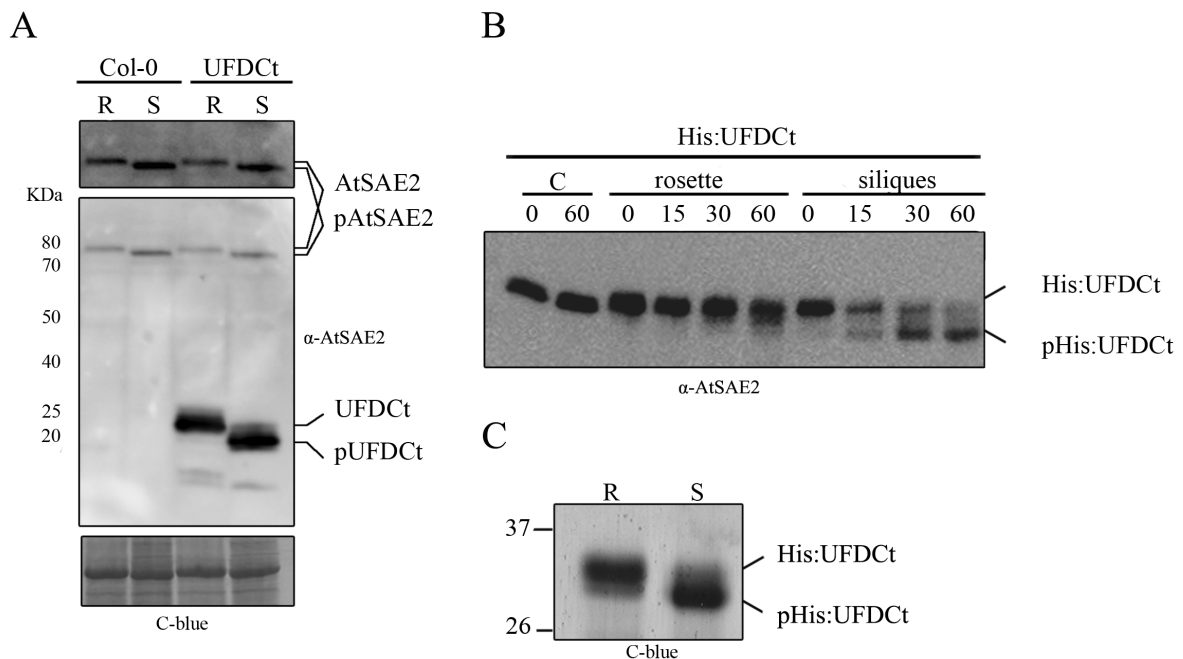 A
Col-0 UFDCt
R S R S
AtSAE2
pAtSAE2
KDa
80
70
50
40
25
20
α-AtSAE2
UFDCt
pUFDCt
C-blue
B
His:UFDCt
C rosette siliques
0 60 0 15 30 60 0 15 30 60
His:UFDCt
pHis:UFDCt
α-AtSAE2
C
R S
37
26
His:UFDCt
pHis:UFDCt
C-blue